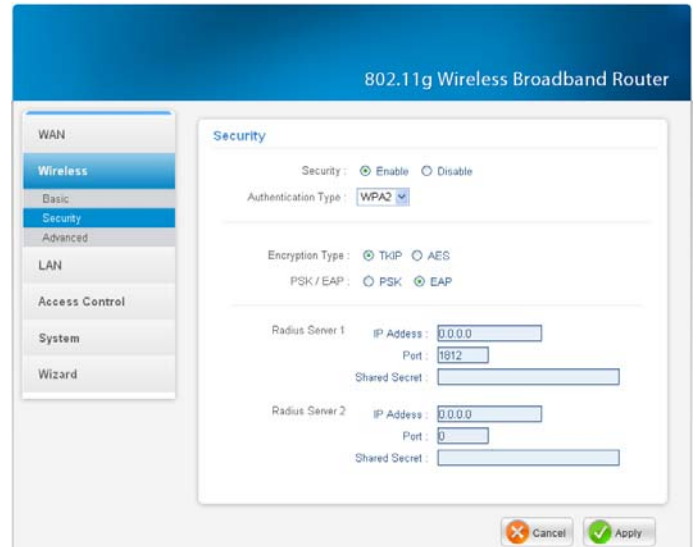 802.11g Wireless Broadband Router
WAN
Wireless
Basic
Security
Advanced
LAN
Access Control
System
Wizard
Security
Security : Enable Disable
Authentication Type : WPA2
Encryption Type : TKIP AES
PSK / EAP : PSK EAP
Radius Server 1 IP Addess : 0.0.0.0
Port : 1812
Shared Secret :
Radius Server 2 IP Addess : 0.0.0.0
Port : 0
Shared Secret :
Cancel Apply